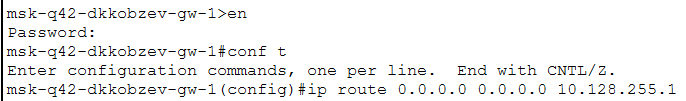 msk-q42-dkkobzev-gw-1>en
Password:
msk-q42-dkkobzev-gw-1#conf t
Enter configuration commands, one per line.  End with CNTL/Z.
msk-q42-dkkobzev-gw-1(config)#ip route 0.0.0.0 0.0.0.0 10.128.255.1